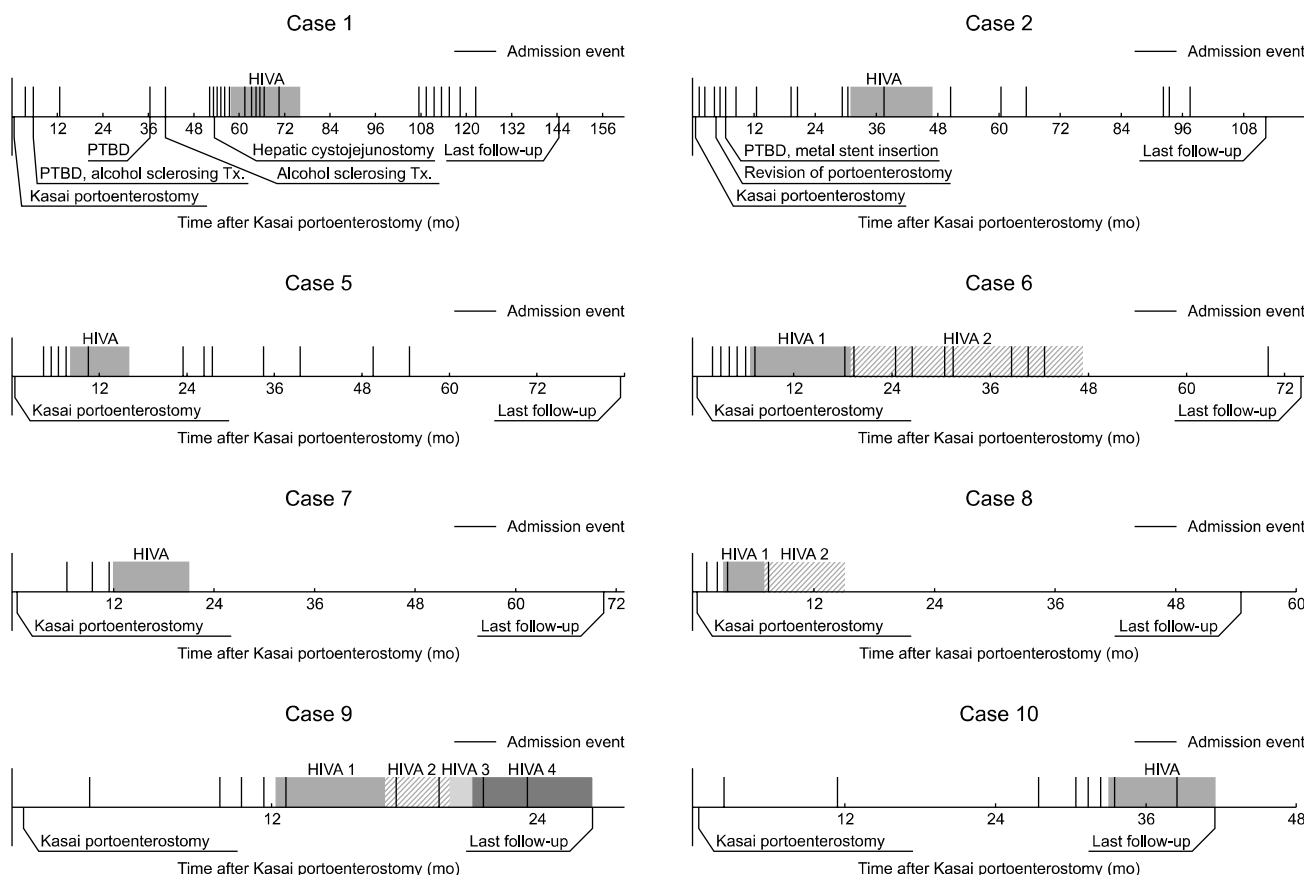 Case 1
Admission event
HIVA
12 24 36 48 60 72 84 96 108 120 132 144 156
PTBD
Hepatic cystojejunostomy
Last follow-up
PTBD, alcohol sclerosing Tx.
Alcohol sclerosing Tx.
Kasai portoenterostomy
Time after Kasai portoenterostomy (mo)
Case 2
Admission event
HIVA
12 24 36 48 60 72 84 96 108
PTBD, metal stent insertion
Last follow-up
Revision of portoenterostomy
Kasai portoenterostomy
Time after Kasai portoenterostomy (mo)
Case 5
Admission event
HIVA
12 24 36 48 60 72
Kasai portoenterostomy
Last follow-up
Time after Kasai portoenterostomy (mo)
Case 6
Admission event
HIVA 1 HIVA 2
12 24 36 48 60 72
Kasai portoenterostomy
Last follow-up
Time after Kasai portoenterostomy (mo)
Case 7
Admission event
HIVA
12 24 36 48 60 72
Kasai portoenterostomy
Last follow-up
Time after Kasai portoenterostomy (mo)
Case 8
Admission event
HIVA 1 HIVA 2
12 24 36 48 60
Kasai portoenterostomy
Last follow-up
Time after kasai portoenterostomy (mo)
Case 9
Admission event
HIVA 1 HIVA 2 HIVA 3 HIVA 4
12 24
Kasai portoenterostomy
Last follow-up
Time after Kasai portoenterostomy (mo)
Case 10
Admission event
HIVA
12 24 36 48
Kasai portoenterostomy
Last follow-up
Time after Kasai portoenterostomy (mo)